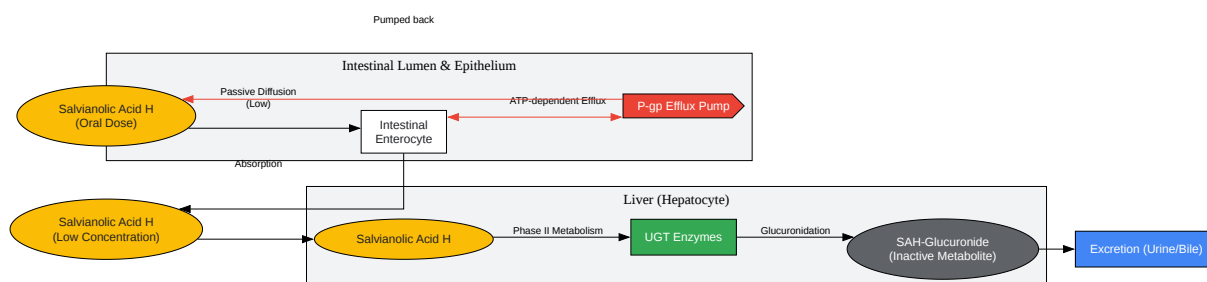 Pumped back
Intestinal Lumen & Epithelium
Salvianolic Acid H
(Oral Dose)
Passive Diffusion
(Low)
ATP-dependent Efflux
P-gp Efflux Pump
Intestinal
Enterocyte
Absorption
Liver (Hepatocyte)
Salvianolic Acid H
(Low Concentration)
Salvianolic Acid H
Phase II Metabolism
UGT Enzymes
Glucuronidation
SAH-Glucuronide
(Inactive Metabolite)
Excretion (Urine/Bile)